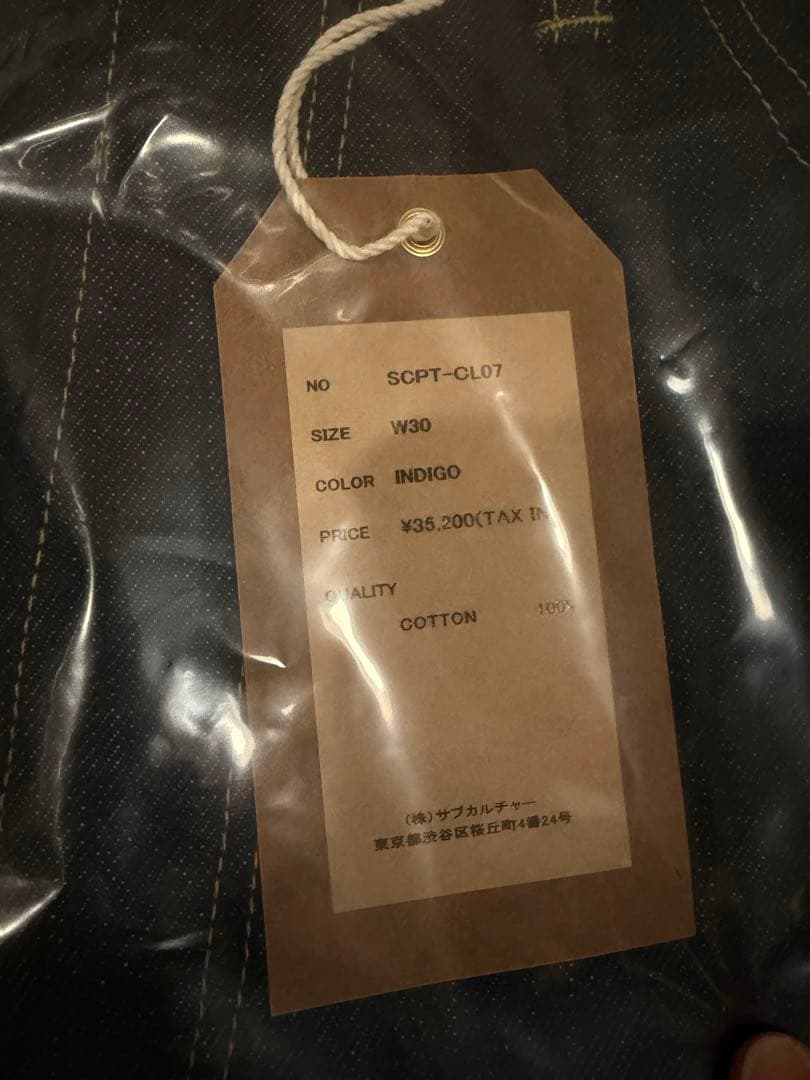 NO SCPT-CL07
SIZE W30
COLOR INDIGO
PRICE ¥35,200(TAX IN
QUALITY
COTTON 100%
(株)サブカルチャー
東京都渋谷区桜丘町4番24号